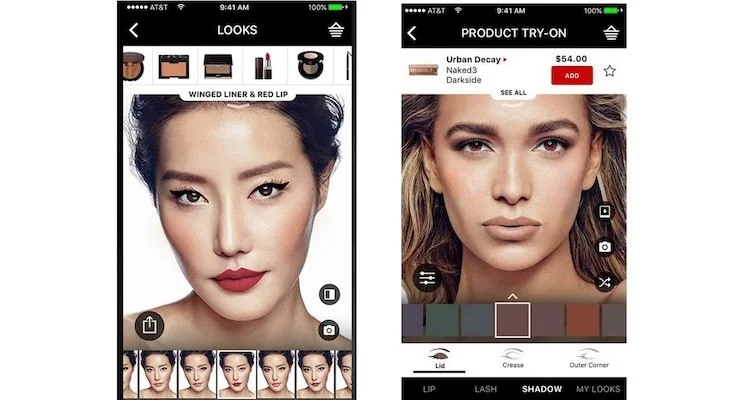 AT&T 9:41 AM 100%
LOOKS
WINGED LINER & RED LIP
AT&T 9:41 AM 100%
PRODUCT TRY-ON
Urban Decay
Naked3
Darkside
$54.00
ADD
SEE ALL
Lid Crease Outer Corner
LIP LASH SHADOW MY LOOKS